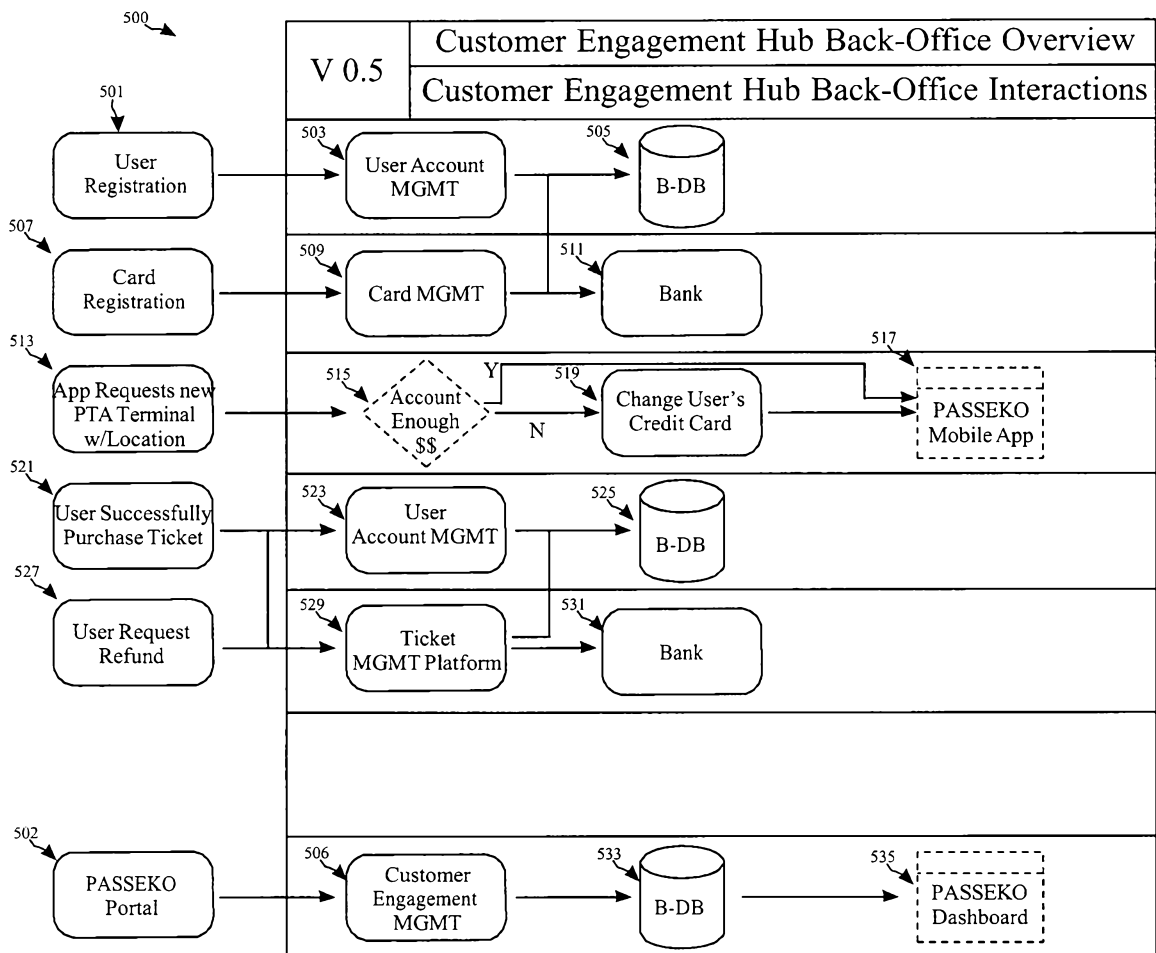 500
V 0.5
Customer Engagement Hub Back-Office Overview
Customer Engagement Hub Back-Office Interactions
501
User
Registration
503
User Account
MGMT
505
B-DB
507
Card
Registration
509
Card MGMT
511
Bank
513
App Requests new
PTA Terminal
w/Location
515
Account
Enough
$$
Y
N
519
Change User's
Credit Card
517
PASSEKO
Mobile App
521
User Successfully
Purchase Ticket
523
User
Account MGMT
525
B-DB
527
User Request
Refund
529
Ticket
MGMT Platform
531
Bank
502
PASSEKO
Portal
506
Customer
Engagement
MGMT
533
B-DB
535
PASSEKO
Dashboard